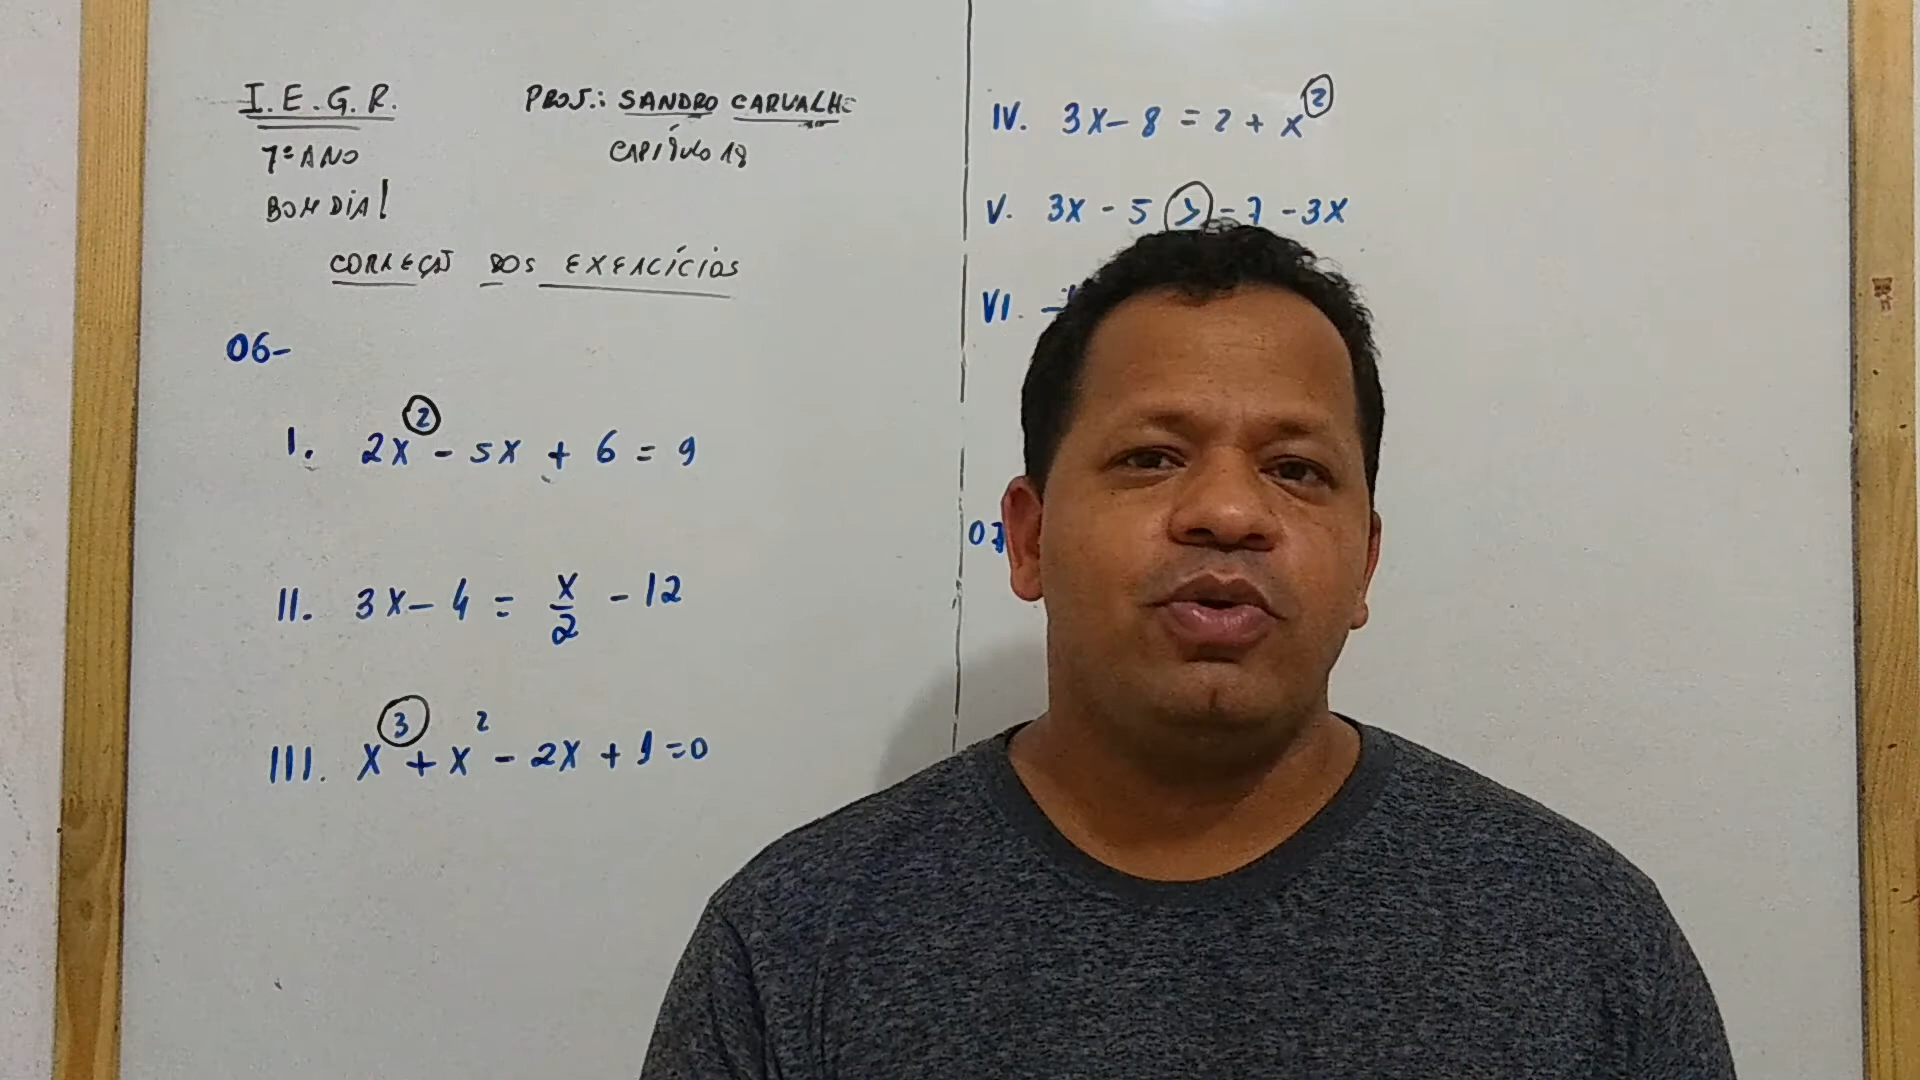 I.E.G.R.
PROF.: SANDRO CARVALHO
7º ANO
CAPÍTULO 18
BOM DIA!
CORREÇÃO DOS EXERCÍCIOS
06-
I. 2x² - 5x + 6 = 9
II. 3x - 4 = x/2 - 12
III. x³ + x² - 2x + 1 = 0
IV. 3x - 8 = 2 + x²
V. 3x - 5 > -7 - 3x
VI. -
07